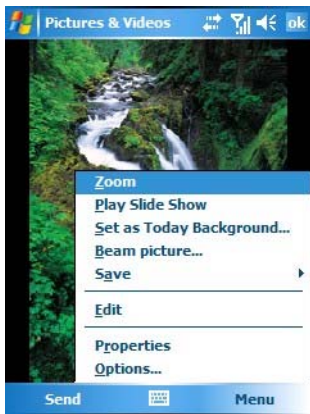 Pictures & Videos ok
Zoom
Play Slide Show
Set as Today Background...
Beam picture...
Save
Edit
Properties
Options...
Send Menu